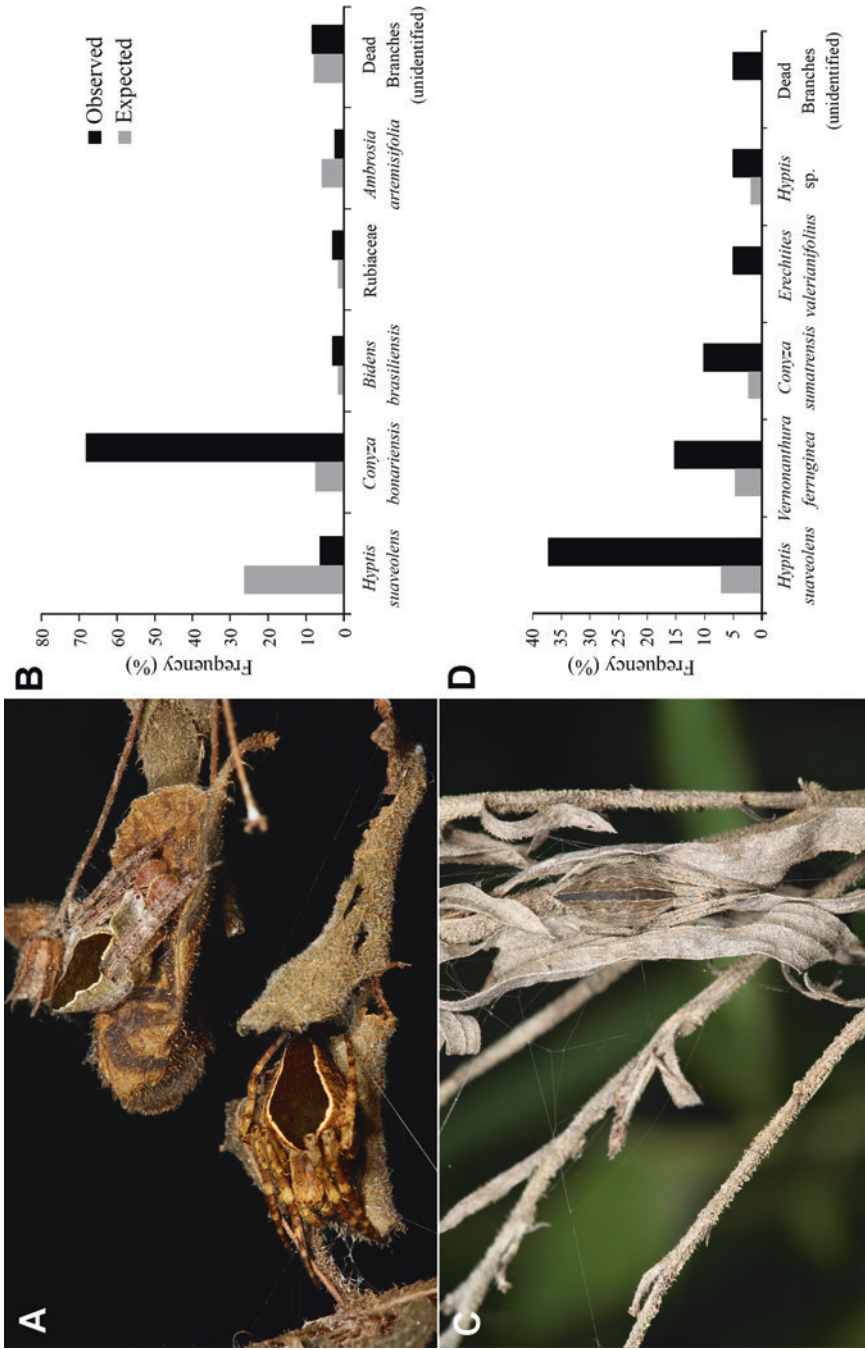 A
B
Observed
Expected
Frequency (%)
80
70
60
50
40
30
20
10
0
Hyptis
suaveolens
Conyza
bonariensis
Bidens
brasiliensis
Rubiaceae
Ambrosia
artemisifolia
Dead
Branches
(unidentified)
C
D
Frequency (%)
40
35
30
25
20
15
10
5
0
Hyptis
suaveolens
Vernonanthura
ferruginea
Conyza
sumatrensis
Erechtites
valerianifolius
Hyptis
sp.
Dead
Branches
(unidentified)